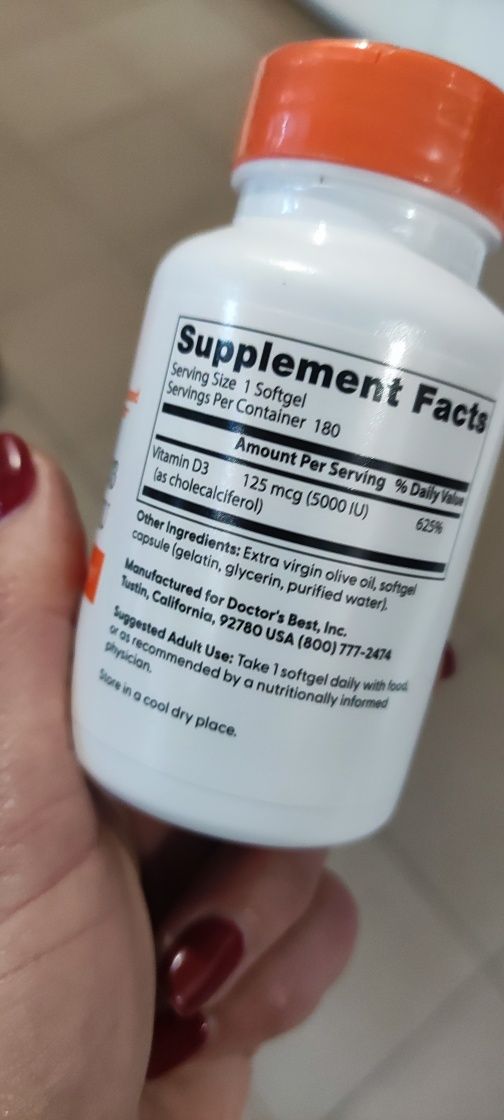 Supplement Facts
Serving Size 1 Softgel
Servings Per Container 180
Amount Per Serving % Daily Value
Vitamin D3 125 mcg (5000 IU) 625%
(as cholecalciferol)
Other Ingredients: Extra virgin olive oil, softgel
capsule (gelatin, glycerin, purified water).
Manufactured for Doctor's Best, Inc.
Tustin, California, 92780 USA (800) 777-2474
Suggested Adult Use: Take 1 softgel daily with food,
or as recommended by a nutritionally informed
physician.
Store in a cool dry place.